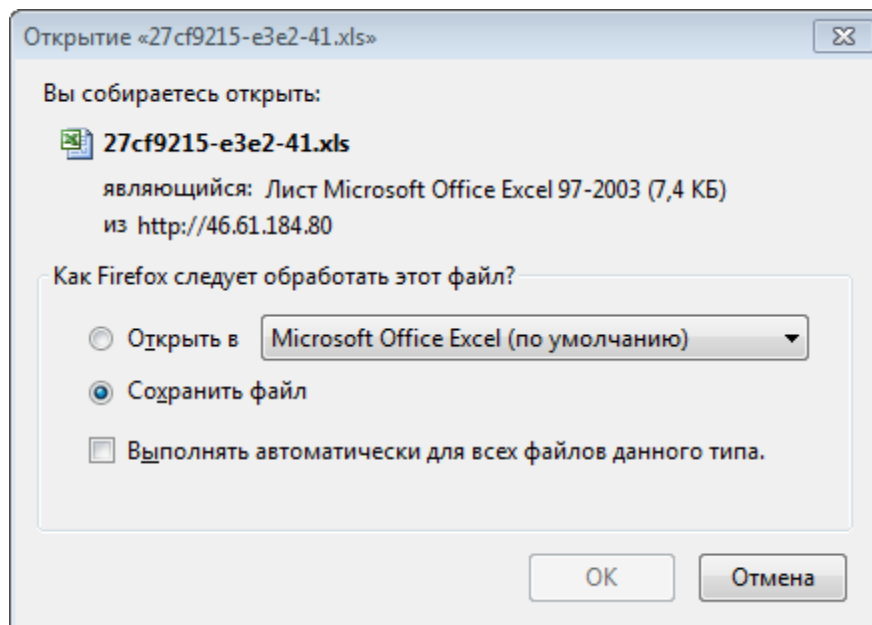 Открытие «27cf9215-e3e2-41.xls»
Вы собираетесь открыть:
27cf9215-e3e2-41.xls
являющийся: Лист Microsoft Office Excel 97-2003 (7,4 КБ)
из http://46.61.184.80
Как Firefox следует обработать этот файл?
Открыть в Microsoft Office Excel (по умолчанию)
Сохранить файл
Выполнять автоматически для всех файлов данного типа.
ОК Отмена